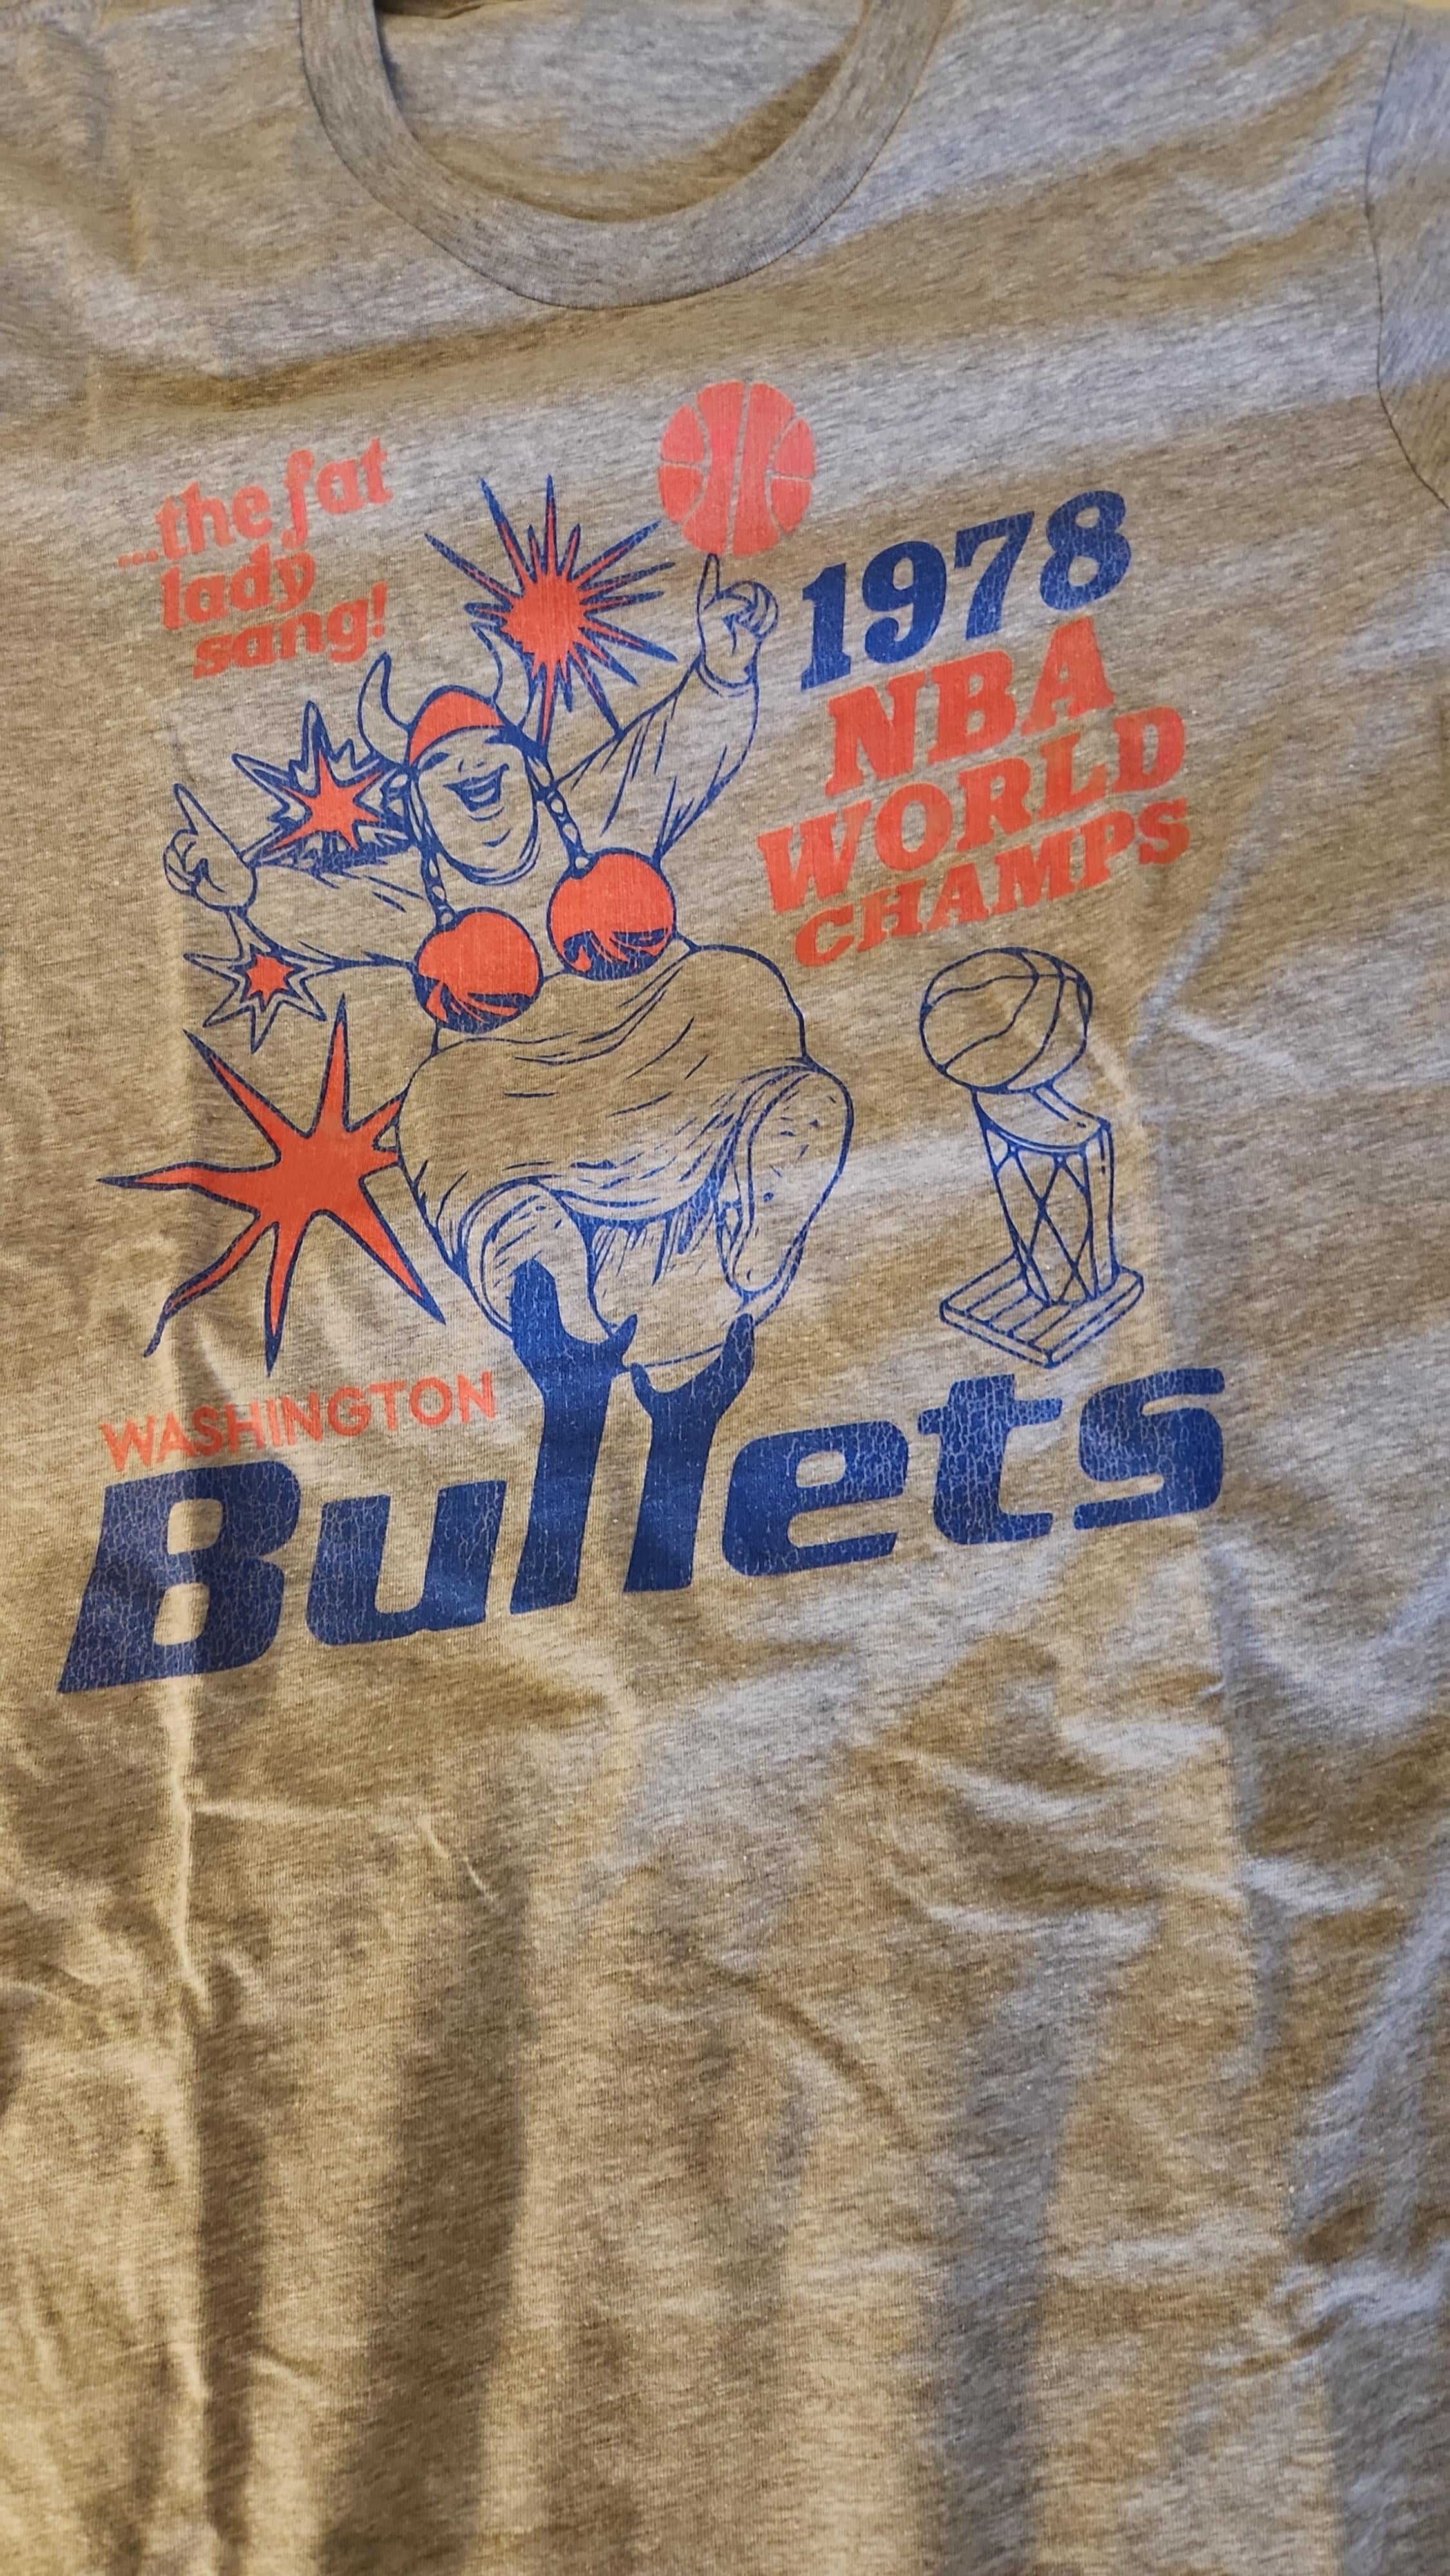 ...the fat
lady
sang!
1978
NBA
WORLD
CHAMPS
WASHINGTON
Bullets